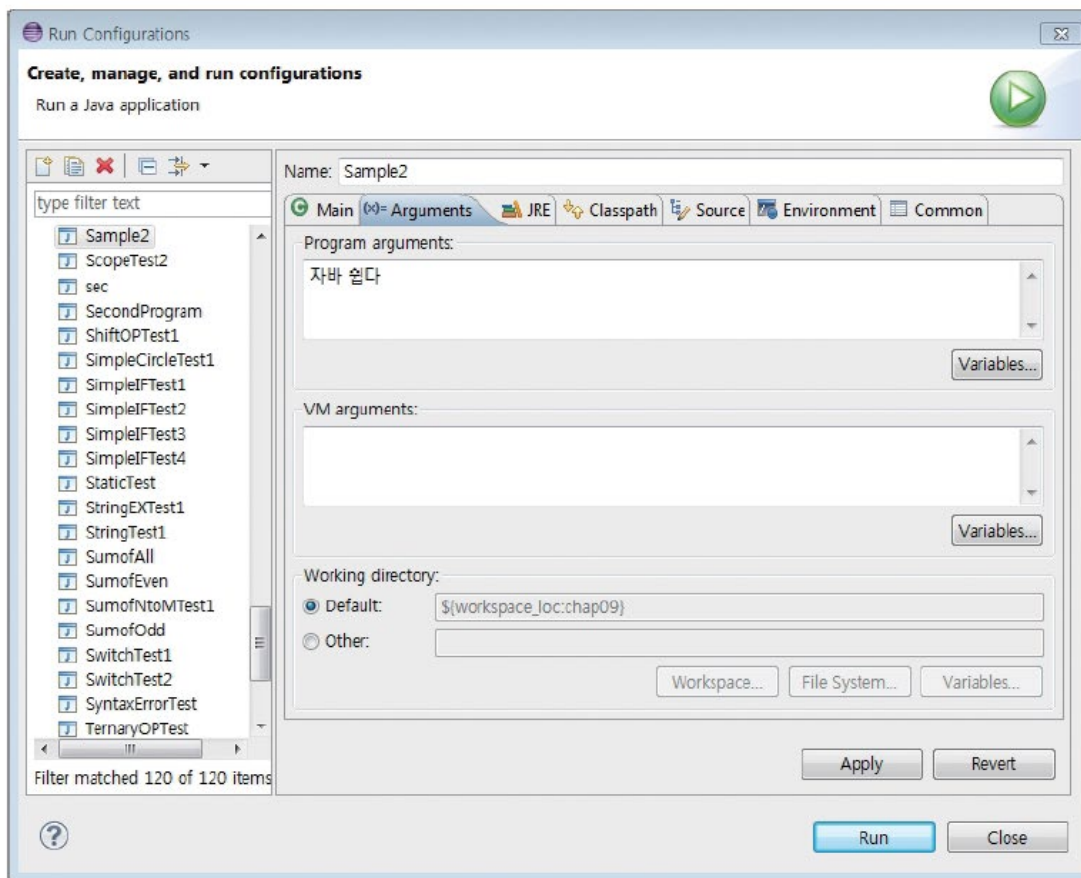 Run Configurations
Create, manage, and run configurations
Run a Java application
type filter text
Sample2
ScopeTest2
sec
SecondProgram
ShiftOPTest1
SimpleCircleTest1
SimpleIFTest1
SimpleIFTest2
SimpleIFTest3
SimpleIFTest4
StaticTest
StringEXTest1
StringTest1
SumofAll
SumofEven
SumofNtoMTest1
SumofOdd
SwitchTest1
SwitchTest2
SyntaxErrorTest
TernaryOPTest
Filter matched 120 of 120 items
Name: Sample2
Main (x)= Arguments JRE Classpath Source Environment Common
Program arguments:
자바 쉽다
Variables...
VM arguments:
Variables...
Working directory:
Default: ${workspace_loc:chap09}
Other:
Workspace... File System... Variables...
Apply Revert
Run Close